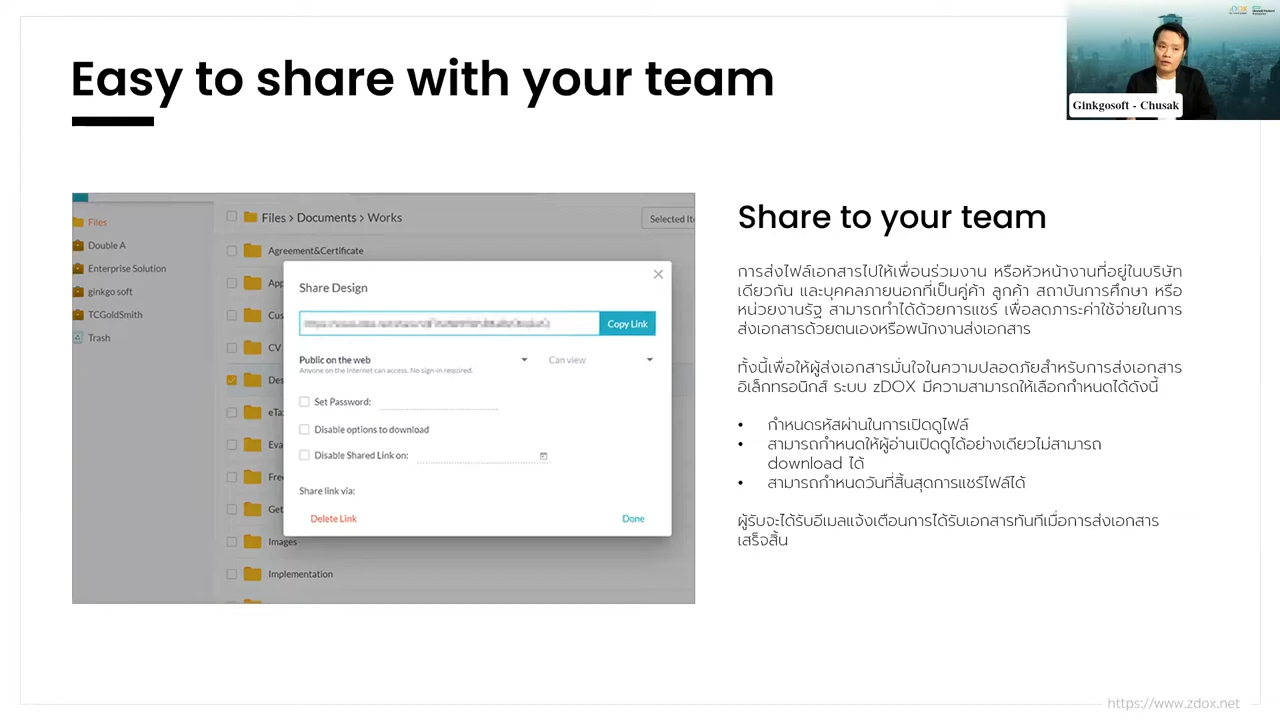 Easy to share with your team
Ginkgosoft - Chusak
Files
Double A
Enterprise Solution
ginkgo soft
TCGoldSmith
Trash
Files > Documents > Works
Agreement&Certificate
CV
Images
Implementation
Share Design
Copy Link
Public on the web
Can view
Anyone on the Internet can access. No sign-in required.
Set Password:
Disable options to download
Disable Shared Link on:
Share link via:
Delete Link
Done
Share to your team
การส่งไฟล์เอกสารไปให้เพื่อนร่วมงาน หรือหัวหน้างานที่อยู่ในบริษัท
เดียวกัน และบุคคลภายนอกที่เป็นคู่ค้า ลูกค้า สถาบันการศึกษา หรือ
หน่วยงานรัฐ สามารถทำได้ด้วยการแชร์ เพื่อลดภาระค่าใช้จ่ายในการ
ส่งเอกสารด้วยตนเองหรือพนักงานส่งเอกสาร
ทั้งนี้เพื่อให้ผู้ส่งเอกสารมั่นใจในความปลอดภัยสำหรับการส่งเอกสาร
อิเล็กทรอนิกส์ ระบบ zDOX มีความสามารถให้เลือกกำหนดได้ดังนี้
• กำหนดรหัสผ่านในการเปิดดูไฟล์
• สามารถกำหนดให้ผู้อ่านเปิดดูได้อย่างเดียวไม่สามารถ
download ได้
• สามารถกำหนดวันที่สิ้นสุดการแชร์ไฟล์ได้
ผู้รับจะได้รับอีเมลแจ้งเตือนการได้รับเอกสารทันทีเมื่อการส่งเอกสาร
เสร็จสิ้น
https://www.zdox.net